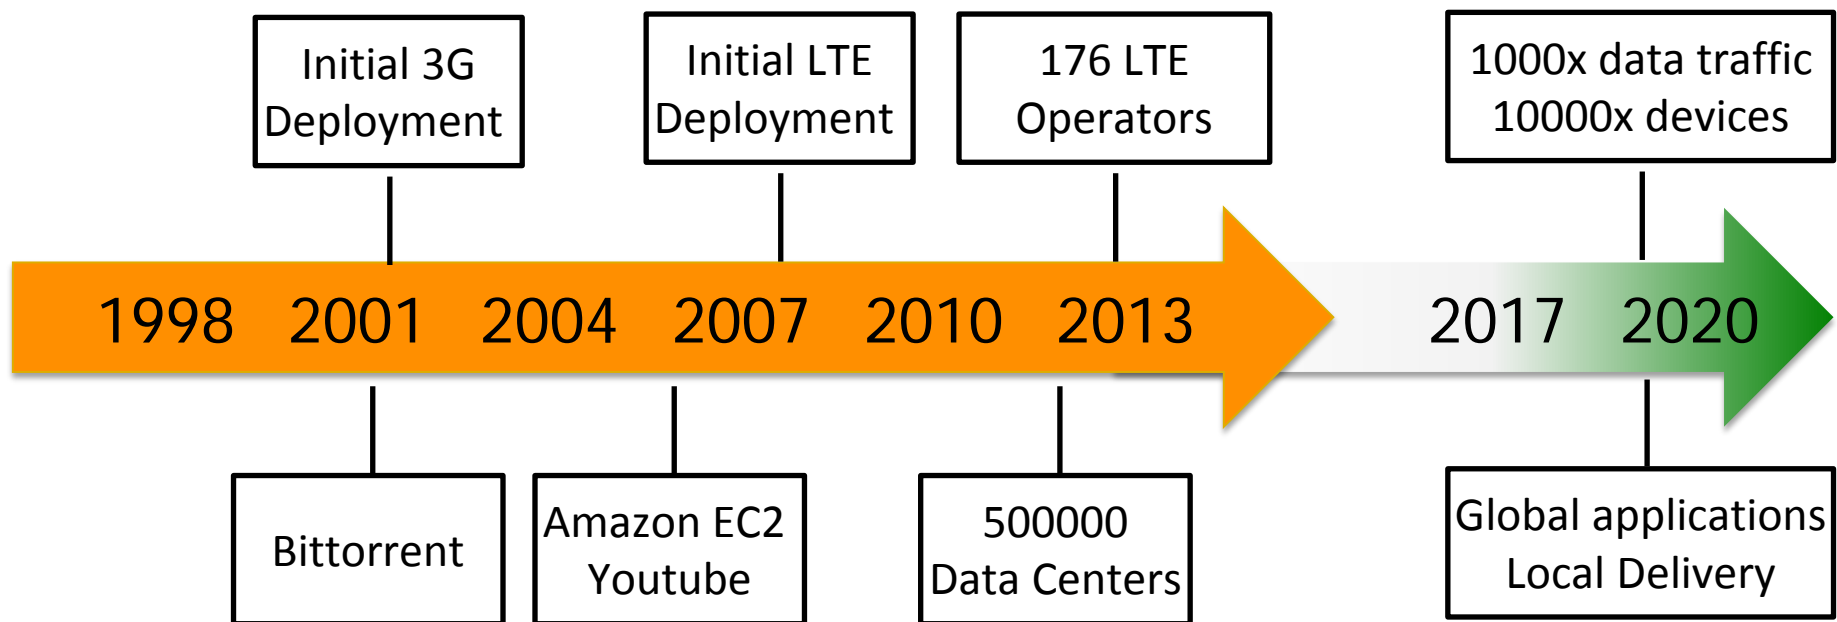 Initial 3G
Deployment
Initial LTE
Deployment
176 LTE
Operators
1000x data traffic
10000x devices
1998 2001 2004 2007 2010 2013 2017 2020
Bittorrent
Amazon EC2
Youtube
500000
Data Centers
Global applications
Local Delivery